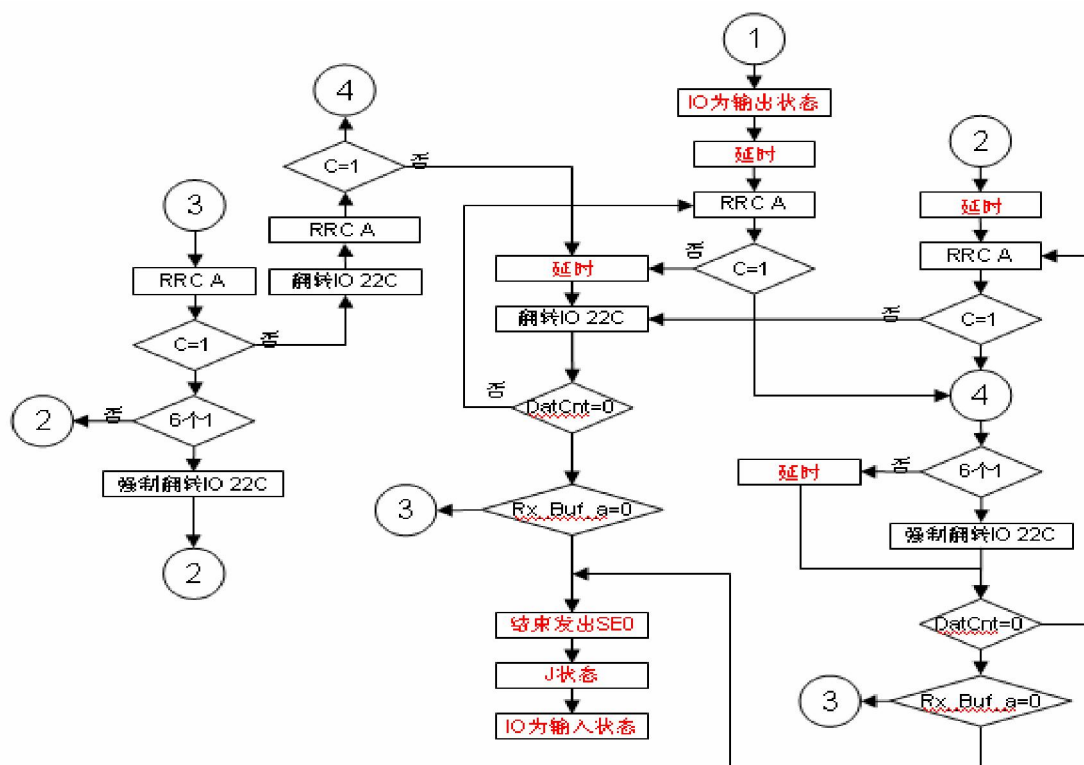 1
IO为输出状态
4
延时
2
C=1
否
3
延时
RRC A
RRC A
RRC A
否
延时
C=1
RRC A
翻转IO 22C
翻转IO 22C
否
C=1
C=1
否
4
2
否
6个1
否
DatCnt=0
延时
否
6个1
强制翻转IO 22C
3
Rx_Buf_a=0
强制翻转IO 22C
2
结束发出SE0
DatCnt=0
J状态
3
Rx_Buf_a=0
IO为输入状态